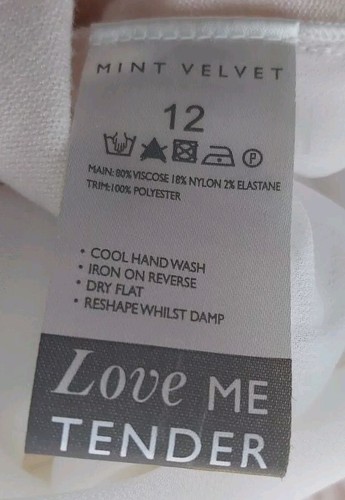 MINT VELVET
12
P
MAIN: 80% VISCOSE 18% NYLON 2% ELASTANE
TRIM:100% POLYESTER
• COOL HAND WASH
• IRON ON REVERSE
• DRY FLAT
• RESHAPE WHILST DAMP
Love ME
TENDER